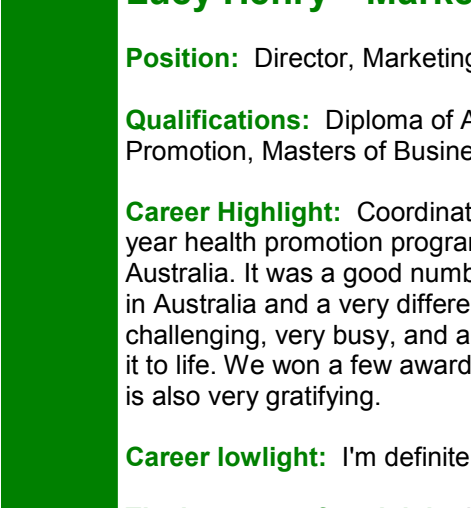 Position: Director, Marketing
Qualifications: Diploma of A
Promotion, Masters of Busine
Career Highlight: Coordinat
year health promotion progra
Australia. It was a good numb
in Australia and a very differe
challenging, very busy, and a
it to life. We won a few award
is also very gratifying.
Career lowlight: I'm definite